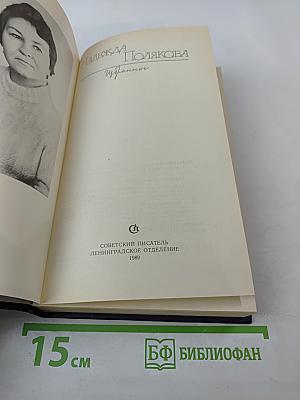 НАДЕЖДА ПОЛЯКОВА
Избранное
СОВЕТСКИЙ ПИСАТЕЛЬ
ЛЕНИНГРАДСКОЕ ОТДЕЛЕНИЕ
1989
15 см
БФ БИБЛИОФАН